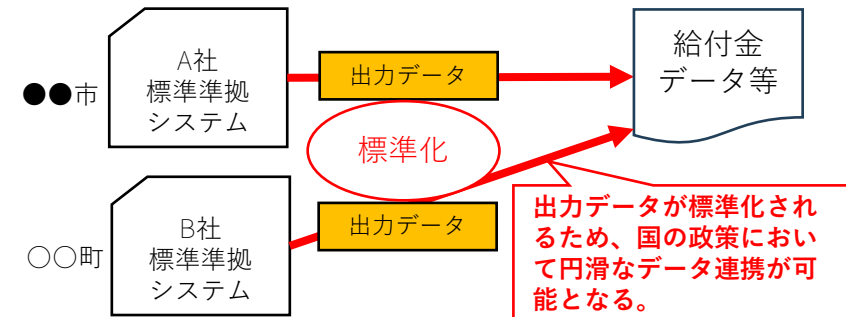 ●●市
A社
標準準拠
システム
出力データ
給付金
データ等
標準化
○○町
B社
標準準拠
システム
出力データ
出力データが標準化され
るため、国の政策におい
て円滑なデータ連携が可
能となる。